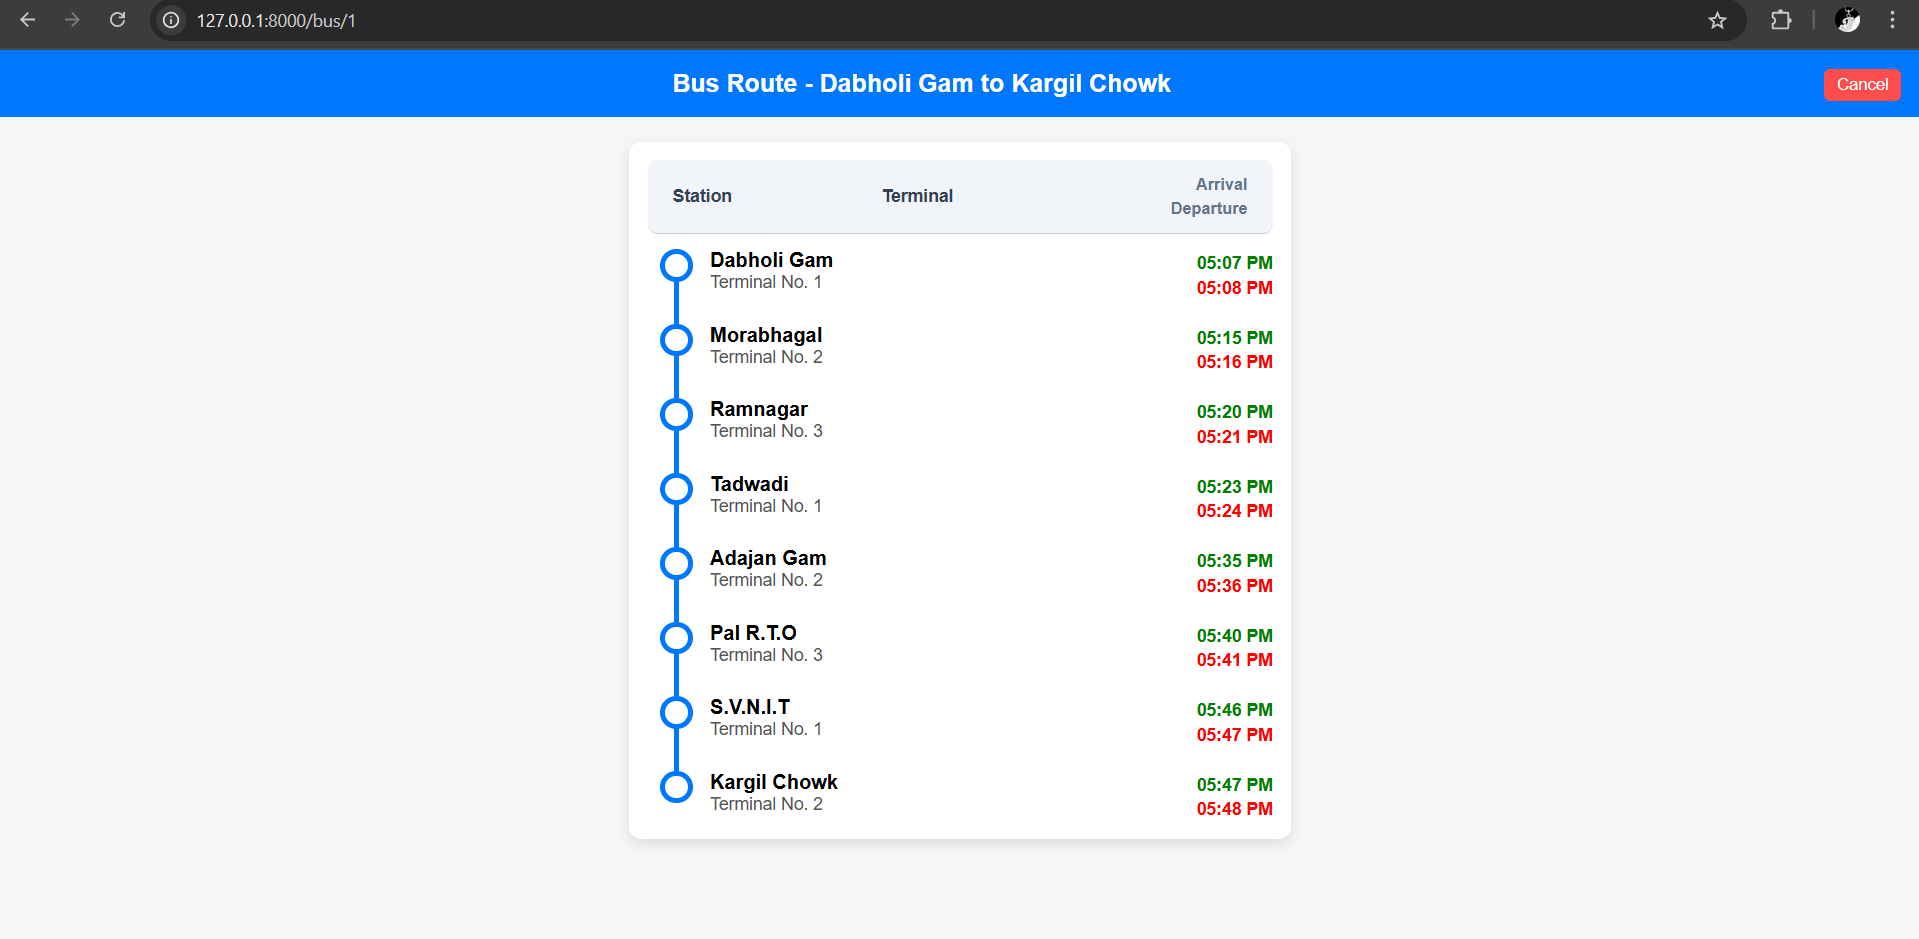 127.0.0.1:8000/bus/1
Bus Route - Dabholi Gam to Kargil Chowk
Cancel
Station
Terminal
Arrival
Departure
Dabholi Gam
Terminal No. 1
05:07 PM
05:08 PM
Morabhagal
Terminal No. 2
05:15 PM
05:16 PM
Ramnagar
Terminal No. 3
05:20 PM
05:21 PM
Tadwadi
Terminal No. 1
05:23 PM
05:24 PM
Adajan Gam
Terminal No. 2
05:35 PM
05:36 PM
Pal R.T.O
Terminal No. 3
05:40 PM
05:41 PM
S.V.N.I.T
Terminal No. 1
05:46 PM
05:47 PM
Kargil Chowk
Terminal No. 2
05:47 PM
05:48 PM